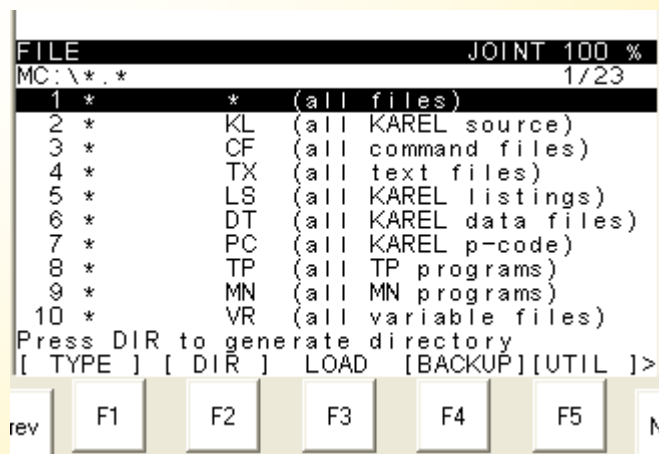 FILE JOINT 100 %
MC:\*.* 1/23
1 * * (all files)
2 * KL (all KAREL source)
3 * CF (all command files)
4 * TX (all text files)
5 * LS (all KAREL listings)
6 * DT (all KAREL data files)
7 * PC (all KAREL p-code)
8 * TP (all TP programs)
9 * MN (all MN programs)
10 * VR (all variable files)
Press DIR to generate directory
[ TYPE ] [ DIR ] LOAD [BACKUP][UTIL ]>
rev F1 F2 F3 F4 F5 N